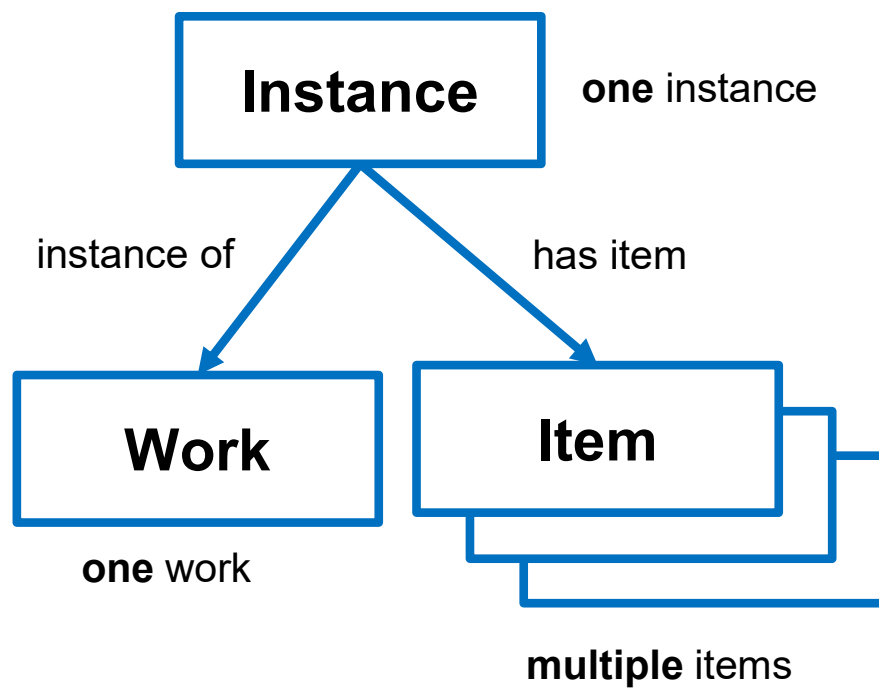 Instance
one instance
instance of
has item
Work
Item
one work
multiple items